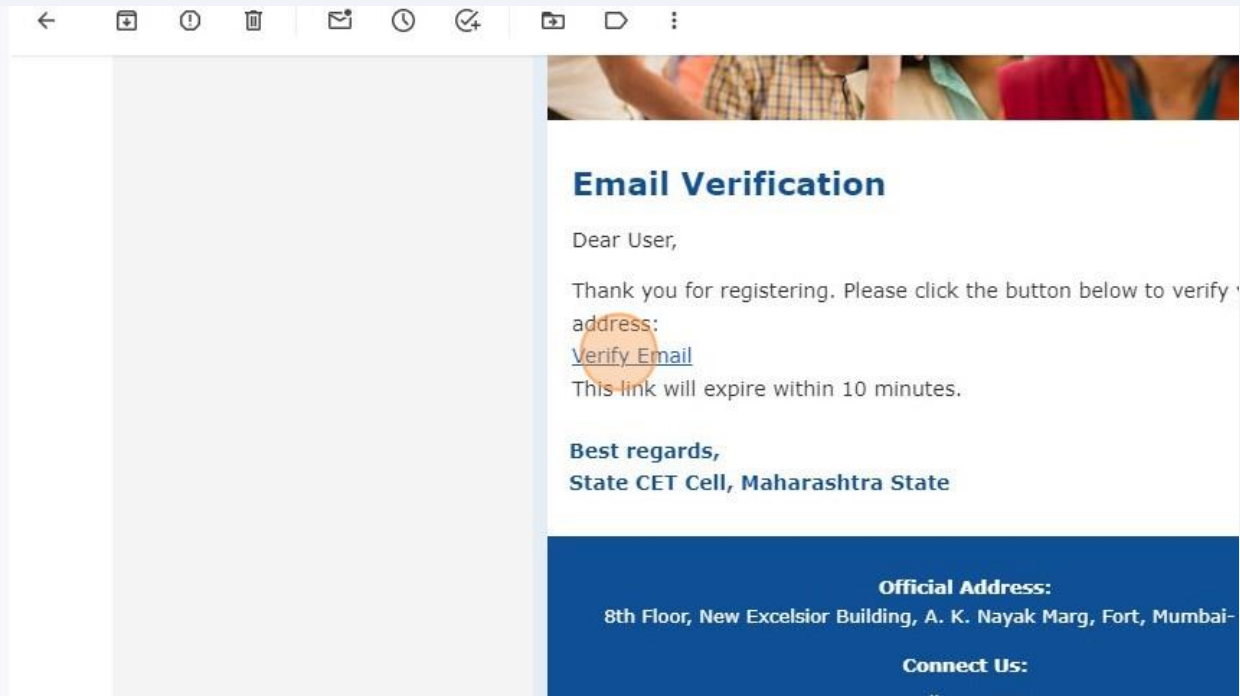 Email Verification
Dear User,
Thank you for registering. Please click the button below to verify
address:
Verify Email
This link will expire within 10 minutes.
Best regards,
State CET Cell, Maharashtra State
Official Address:
8th Floor, New Excelsior Building, A. K. Nayak Marg, Fort, Mumbai-
Connect Us: